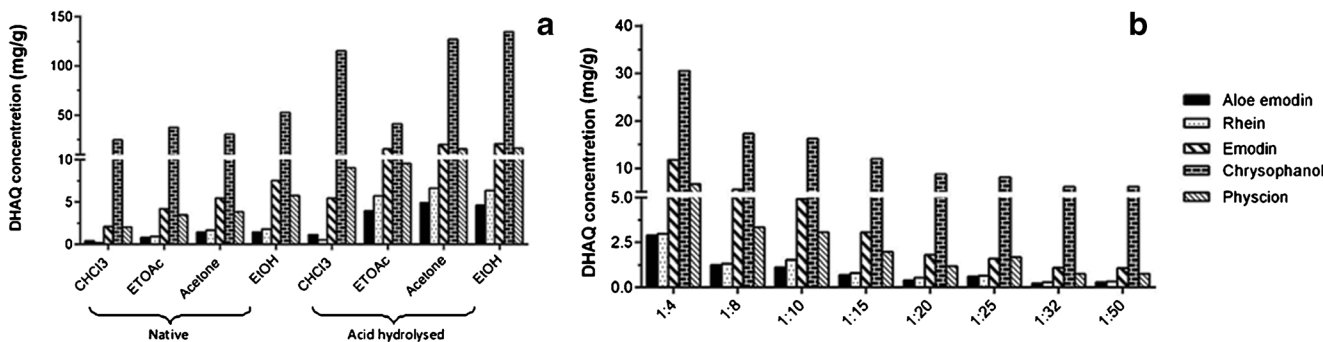 a
DHAQ concentretion (mg/g)
150
100
50
10
5
0
CHCl3 ETOAc Acetone EtOH CHCl3 ETOAc Acetone EtOH
Native Acid hydrolysed
b
DHAQ concentretion (mg/g)
40
30
20
10
5.0
2.5
0.0
1:4 1:8 1:10 1:15 1:20 1:25 1:32 1:50
Aloe emodin
Rhein
Emodin
Chrysophanol
Physcion